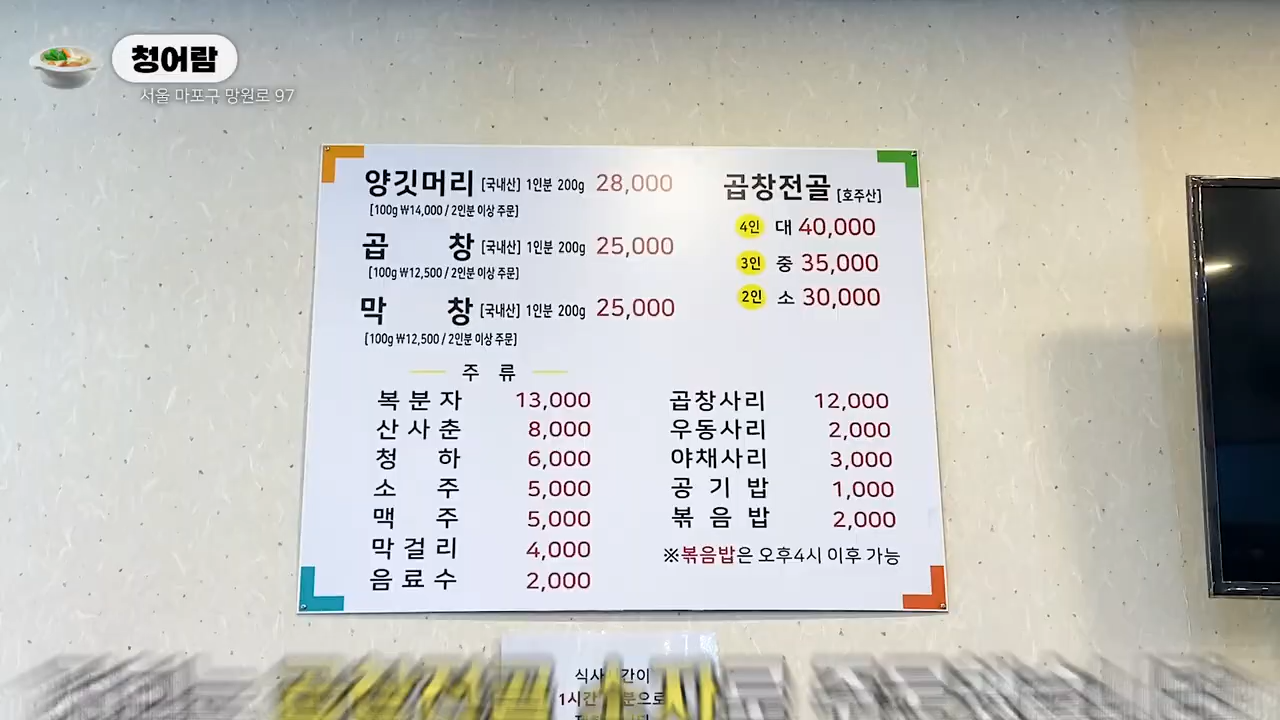 청어람
서울 마포구 망원로 97
양깃머리 [국내산] 1인분 200g 28,000
[100g ₩14,000 / 2인분 이상 주문]
곱창 [국내산] 1인분 200g 25,000
[100g ₩12,500 / 2인분 이상 주문]
막창 [국내산] 1인분 200g 25,000
[100g ₩12,500 / 2인분 이상 주문]
곱창전골 [호주산]
4인 대 40,000
3인 중 35,000
2인 소 30,000
주류
복분자 13,000
산사춘 8,000
청하 6,000
소주 5,000
맥주 5,000
막걸리 4,000
음료수 2,000
곱창사리 12,000
우동사리 2,000
야채사리 3,000
공기밥 1,000
볶음밥 2,000
※볶음밥은 오후4시 이후 가능
1시간